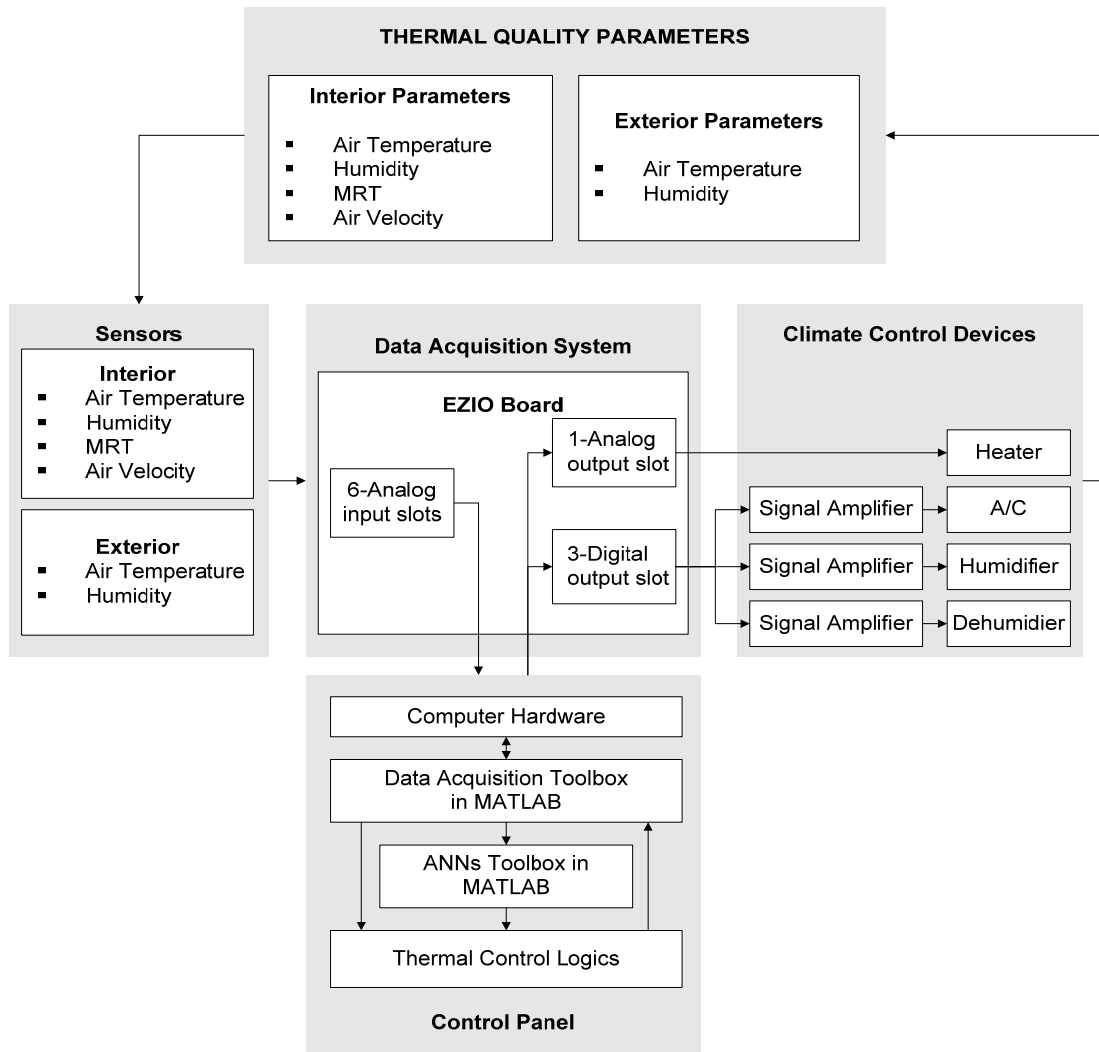 THERMAL QUALITY PARAMETERS
Interior Parameters
▪ Air Temperature
▪ Humidity
▪ MRT
▪ Air Velocity
Exterior Parameters
▪ Air Temperature
▪ Humidity
Sensors
Interior
▪ Air Temperature
▪ Humidity
▪ MRT
▪ Air Velocity
Exterior
▪ Air Temperature
▪ Humidity
Data Acquisition System
EZIO Board
6-Analog
input slots
1-Analog
output slot
3-Digital
output slot
Climate Control Devices
Heater
Signal Amplifier
A/C
Signal Amplifier
Humidifier
Signal Amplifier
Dehumidier
Computer Hardware
Data Acquisition Toolbox
in MATLAB
ANNs Toolbox in
MATLAB
Thermal Control Logics
Control Panel